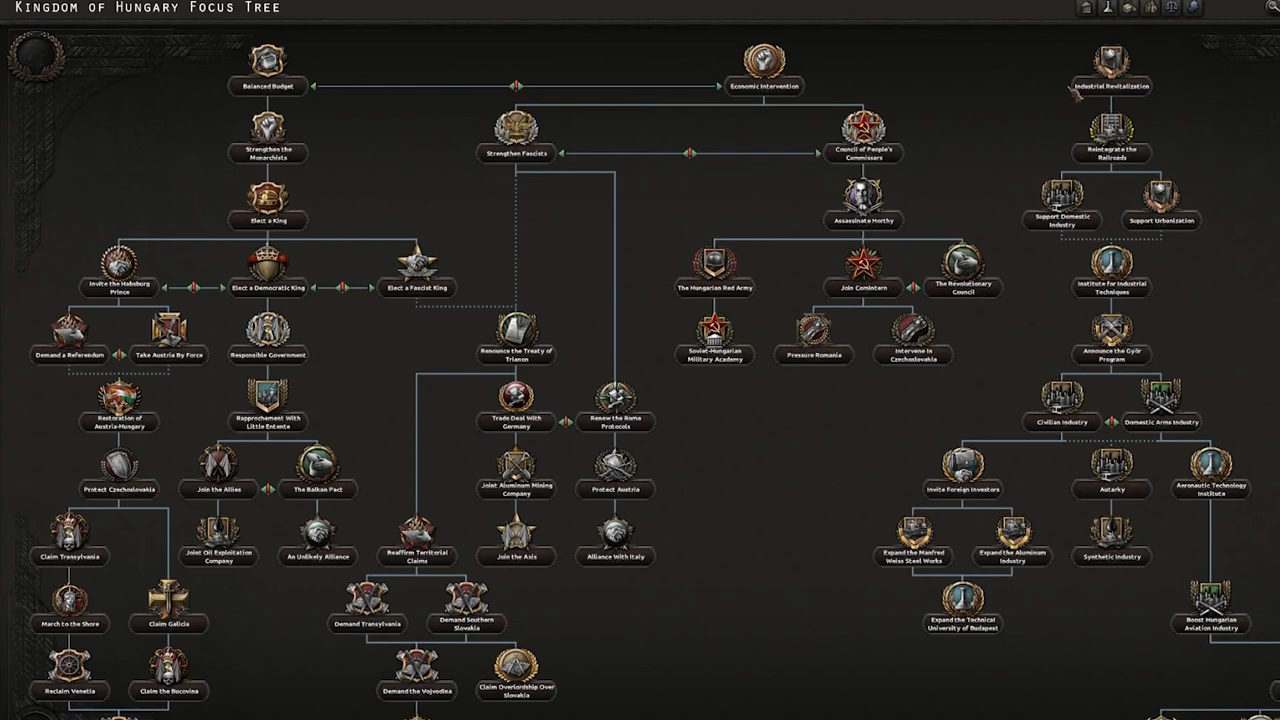 KINGDOM OF HUNGARY FOCUS TREE
Balanced Budget
Economic Intervention
Industrial Revitalization
Strengthen the
Monarchists
Strengthen Fascists
Council of People's
Commissars
Reintegrate the
Railroads
Elect a King
Assassinate Horthy
Support Domestic
Industry
Support Urbanization
Invite the Habsburg
Prince
Elect a Democratic King
Elect a Fascist King
The Hungarian Red Army
Join Comintern
The Revolutionary
Council
Institute for Industrial
Techniques
Demand a Referendum
Take Austria By Force
Responsible Government
Renounce the Treaty of
Trianon
Soviet-Hungarian
Military Academy
Pressure Romania
Intervene in
Czechoslovakia
Announce the Győr
Program
Restoration of
Austria-Hungary
Rapprochement With
Little Entente
Trade Deal With
Germany
Renew the Rome
Protocols
Civilian Industry
Domestic Arms Industry
Protect Czechoslovakia
Join the Allies
The Balkan Pact
Joint Aluminum Mining
Company
Protect Austria
Invite Foreign Investors
Autarky
Aeronautic Technology
Institute
Claim Transylvania
Joint Oil Exploitation
Company
An Unlikely Alliance
Reaffirm Territorial
Claims
Join the Axis
Alliance With Italy
Expand the Manfred
Weiss Steel Works
Expand the Aluminum
Industry
Synthetic Industry
March to the Shore
Claim Galicia
Demand Transylvania
Demand Southern
Slovakia
Expand the Technical
University of Budapest
Boost Hungarian
Aviation Industry
Reclaim Venetia
Claim the Bucovina
Demand the Vojvodina
Claim Overlordship Over
Slovakia